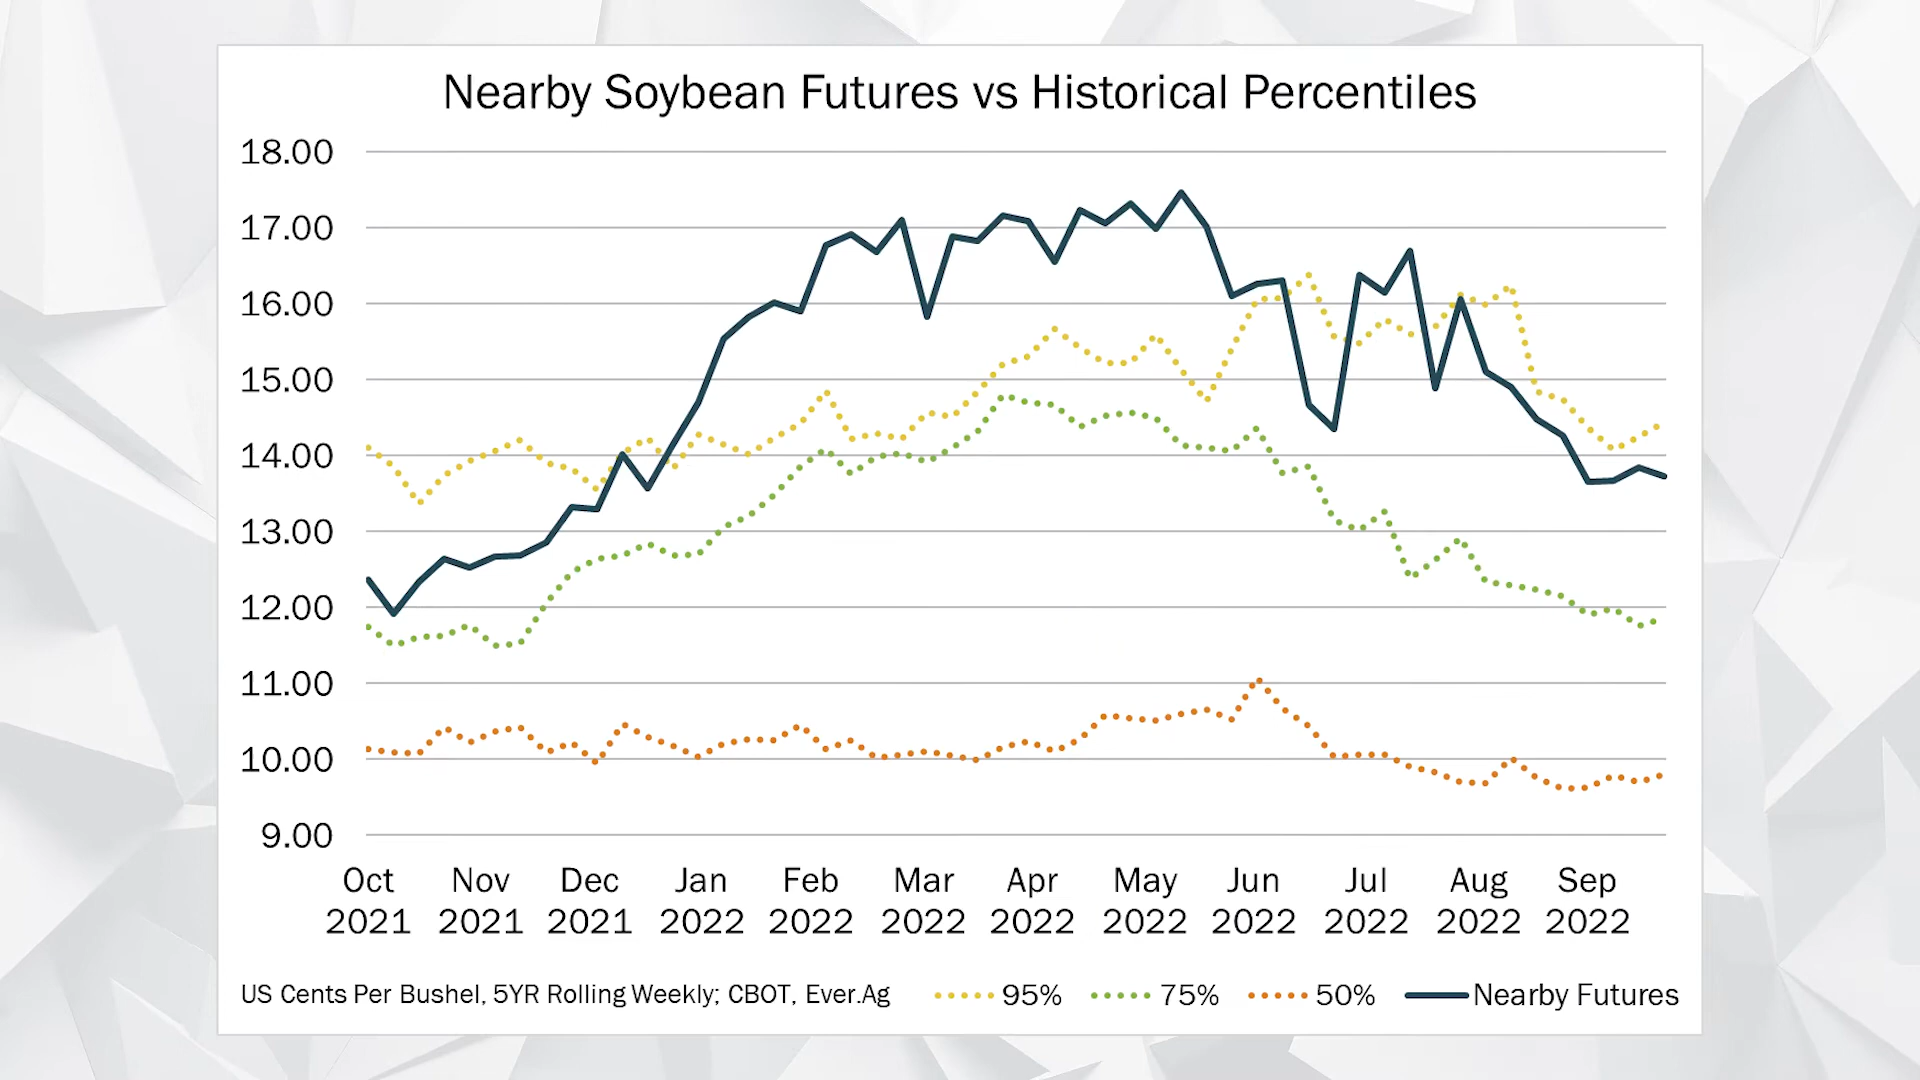 Nearby Soybean Futures vs Historical Percentiles
18.00
17.00
16.00
15.00
14.00
13.00
12.00
11.00
10.00
9.00
Oct Nov Dec Jan Feb Mar Apr May Jun Jul Aug Sep
2021 2021 2021 2022 2022 2022 2022 2022 2022 2022 2022 2022
US Cents Per Bushel, 5YR Rolling Weekly; CBOT, Ever.Ag 95% 75% 50% Nearby Futures